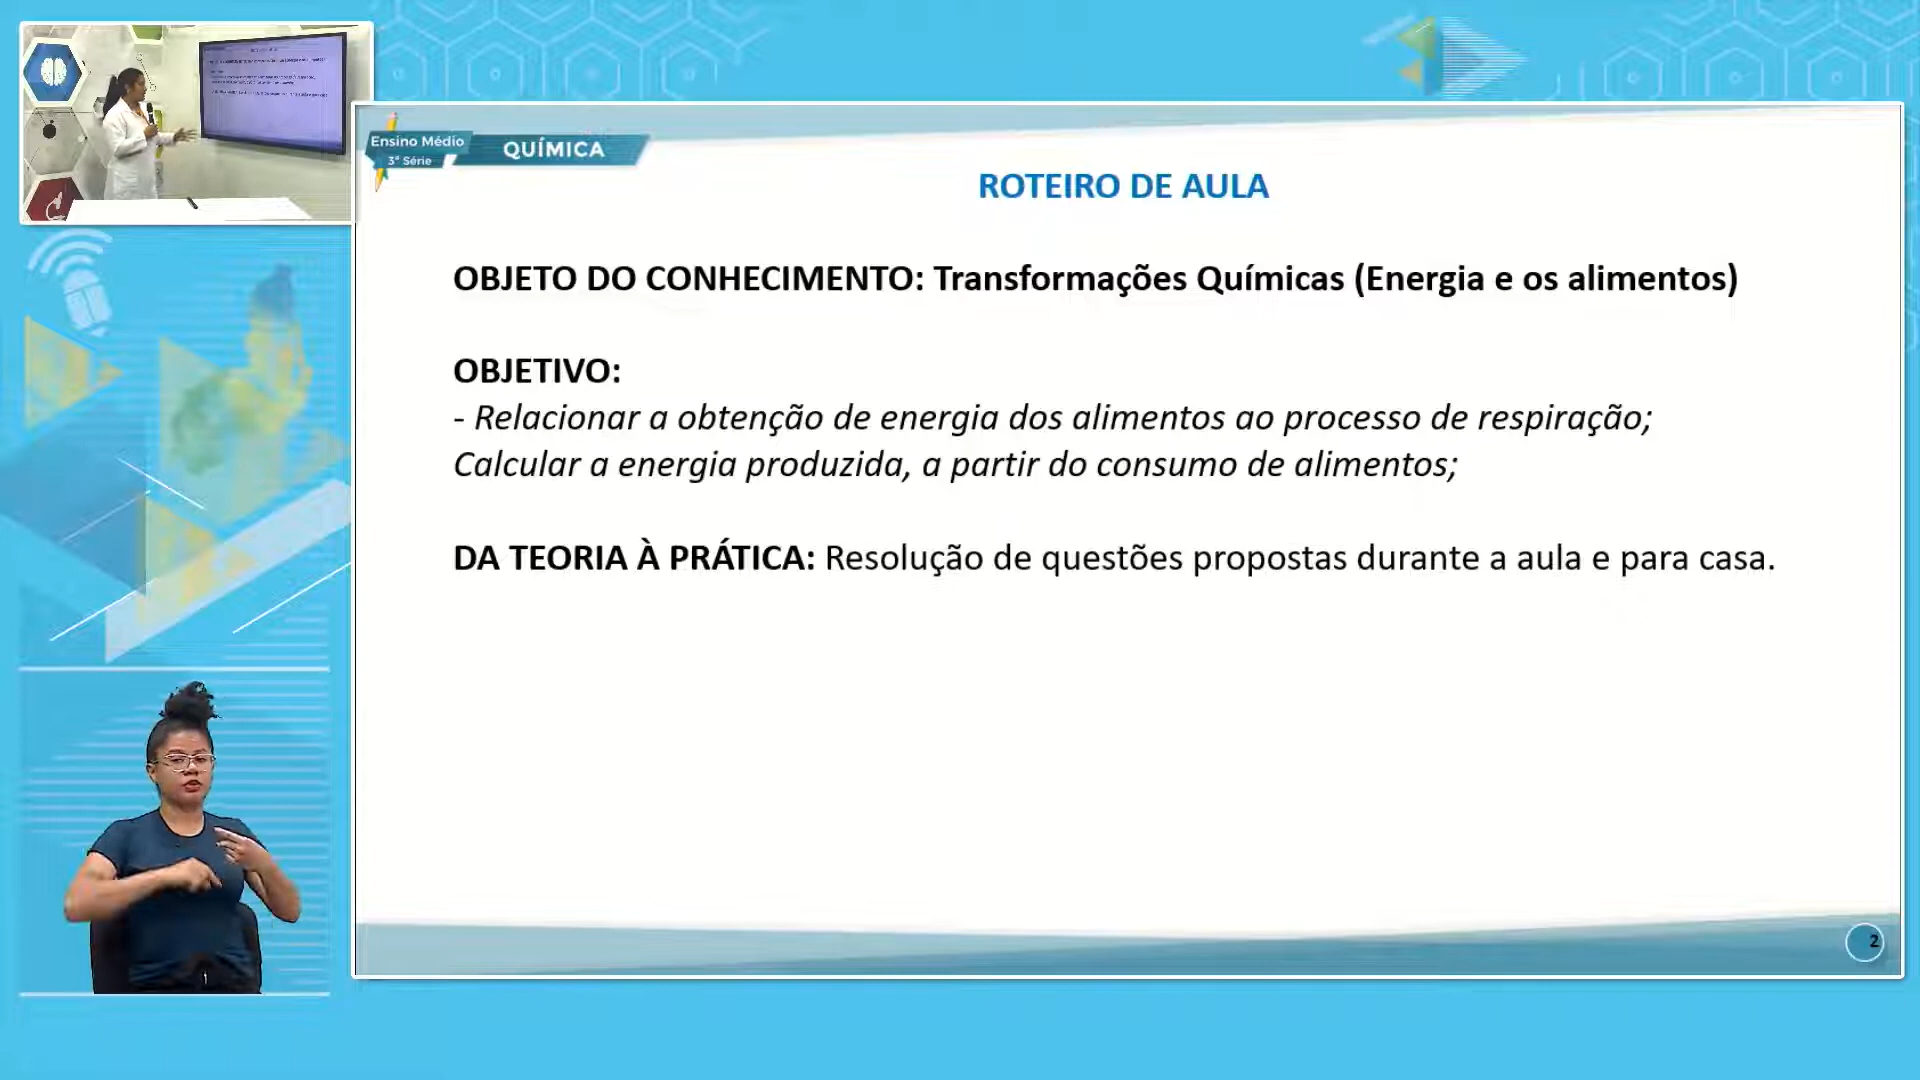 Ensino Médio
3ª Série
QUÍMICA
ROTEIRO DE AULA
OBJETO DO CONHECIMENTO: Transformações Químicas (Energia e os alimentos)
OBJETIVO:
- Relacionar a obtenção de energia dos alimentos ao processo de respiração;
Calcular a energia produzida, a partir do consumo de alimentos;
DA TEORIA À PRÁTICA: Resolução de questões propostas durante a aula e para casa.
2